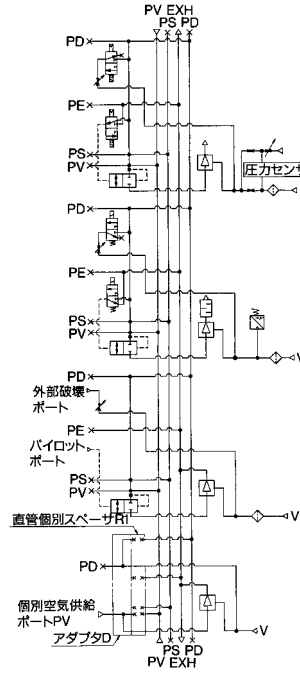 PV EXH
PS PD
PD
PE
PS
PV
圧力センサ
PD
PE
PS
PV
V
PD
外部破壊
ポート
PE
パイロット
ポート
PS
PV
直管個別スペーサR1
V
PD
個別空気供給
ポートPV
アダプタD
V
PS PD
PV EXH